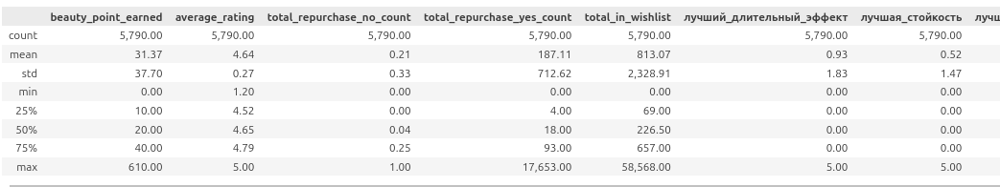 beauty_point_earned average_rating total_repurchase_no_count total_repurchase_yes_count total_in_wishlist лучший_длительный_эффект лучшая_стойкость лучш
count 5,790.00 5,790.00 5,790.00 5,790.00 5,790.00 5,790.00 5,790.00
mean 31.37 4.64 0.21 187.11 813.07 0.93 0.52
std 37.70 0.27 0.33 712.62 2,328.91 1.83 1.47
min 0.00 1.20 0.00 0.00 0.00 0.00 0.00
25% 10.00 4.52 0.00 4.00 69.00 0.00 0.00
50% 20.00 4.65 0.04 18.00 226.50 0.00 0.00
75% 40.00 4.79 0.25 93.00 657.00 0.00 0.00
max 610.00 5.00 1.00 17,653.00 58,568.00 5.00 5.00